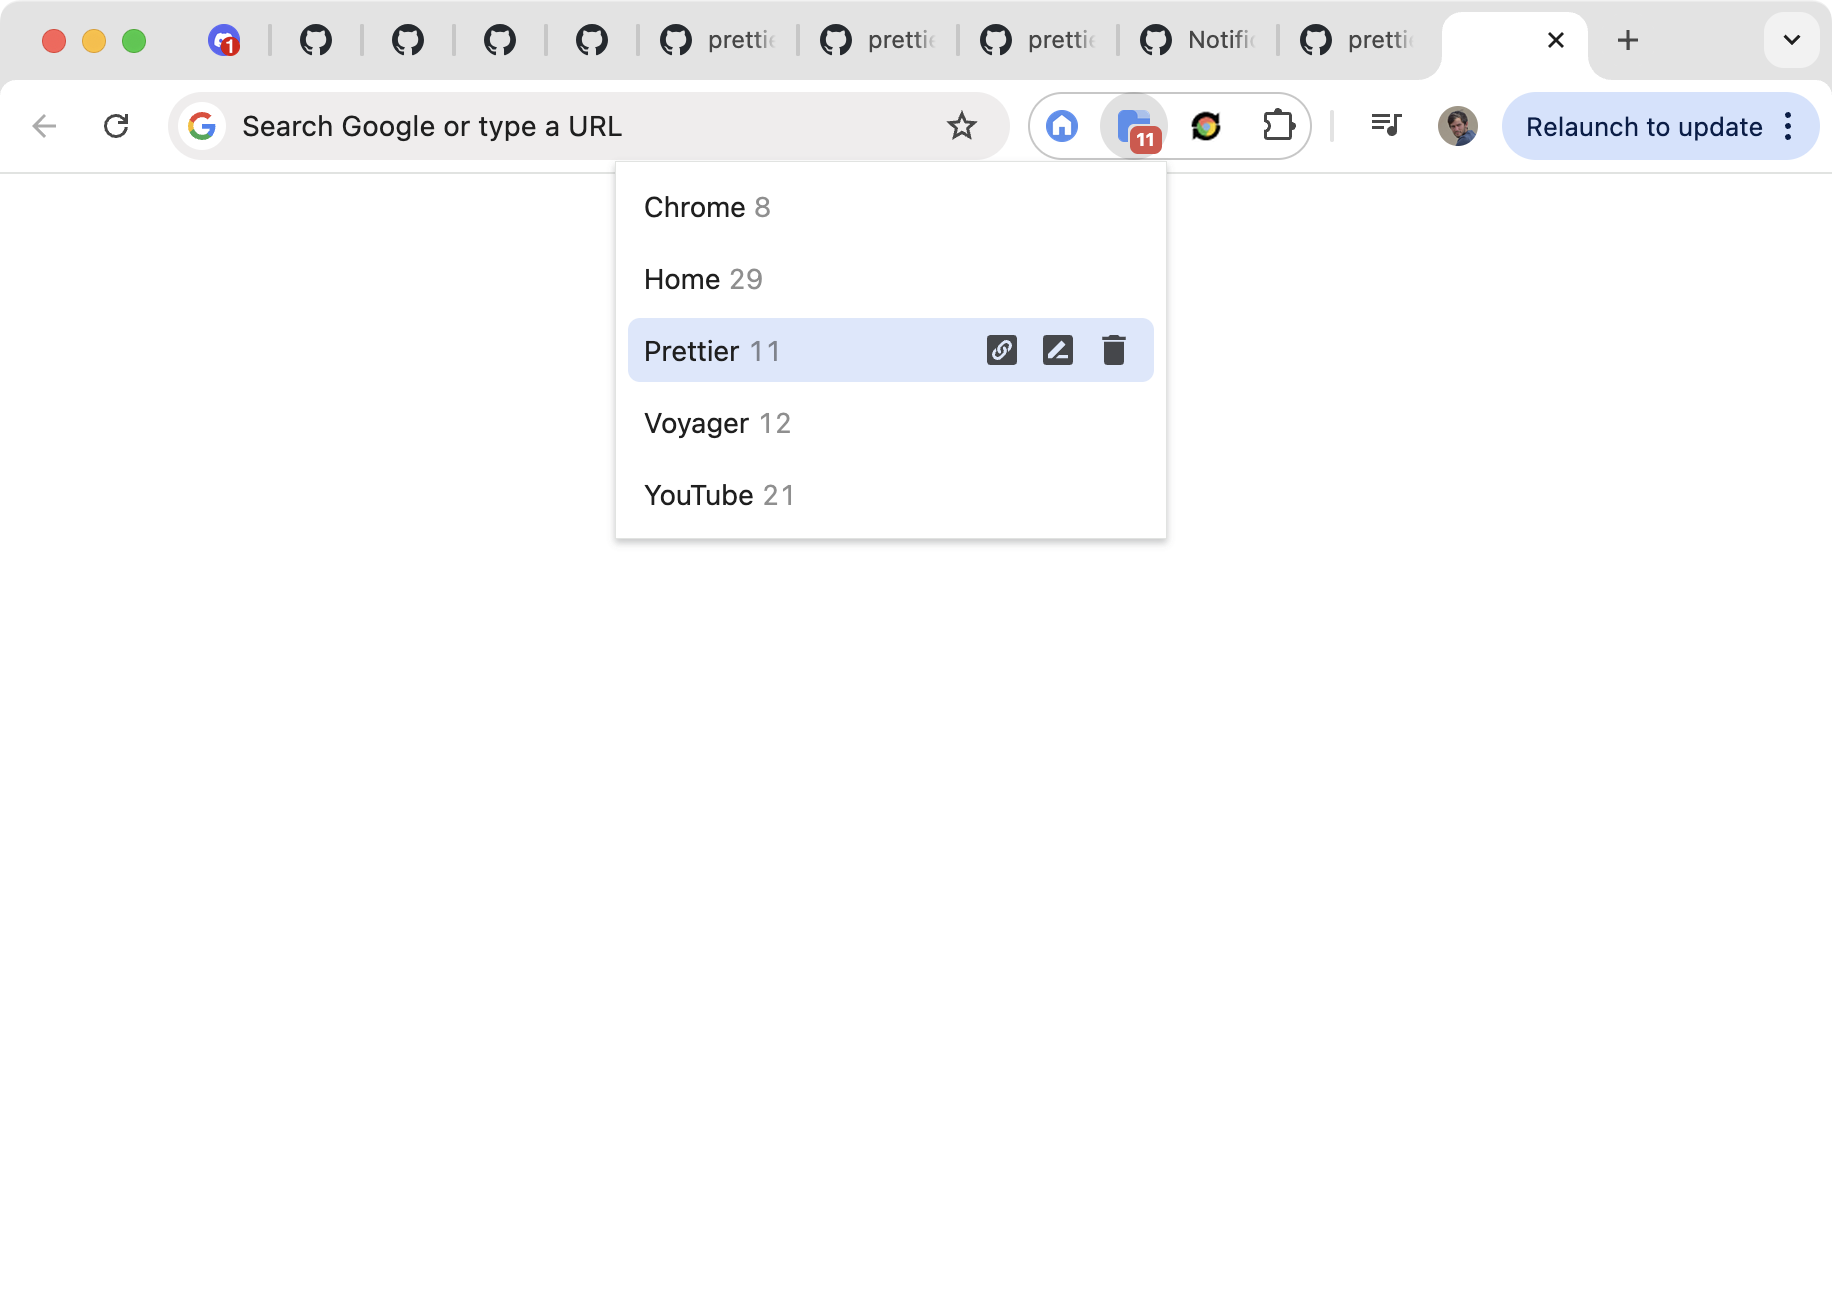 1
prettie
prettie
prettie
Notific
prettic
Search Google or type a URL
11
Relaunch to update
Chrome 8
Home 29
Prettier 11
Voyager 12
YouTube 21